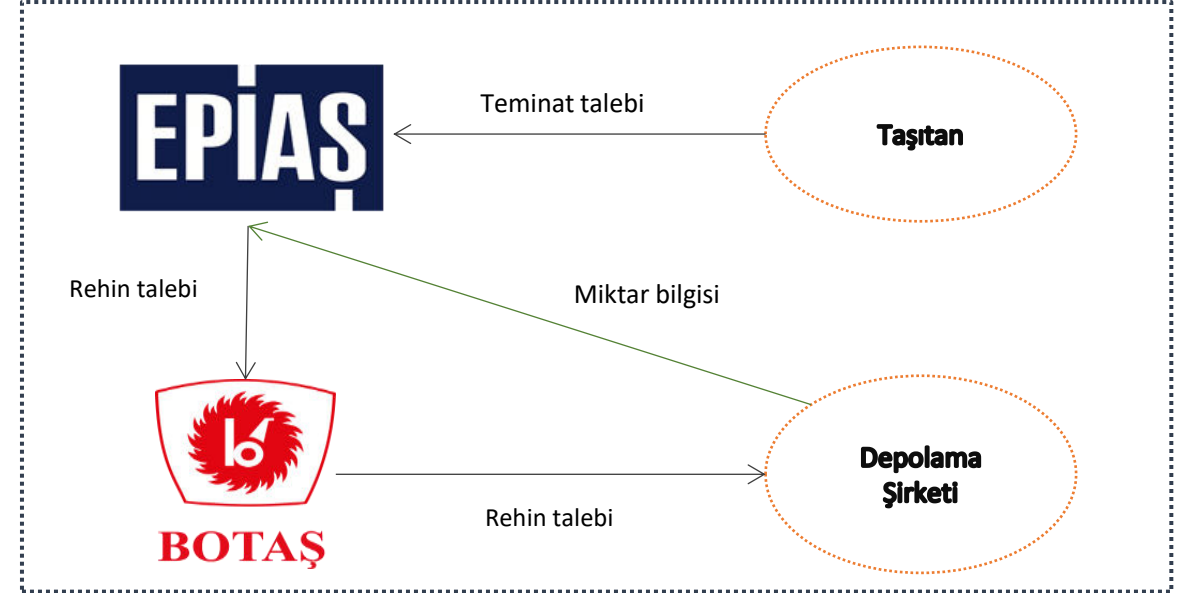 EPİAŞ
Teminat talebi
Taşıtan
Rehin talebi
Miktar bilgisi
BOTAŞ
Rehin talebi
Depolama
Şirketi